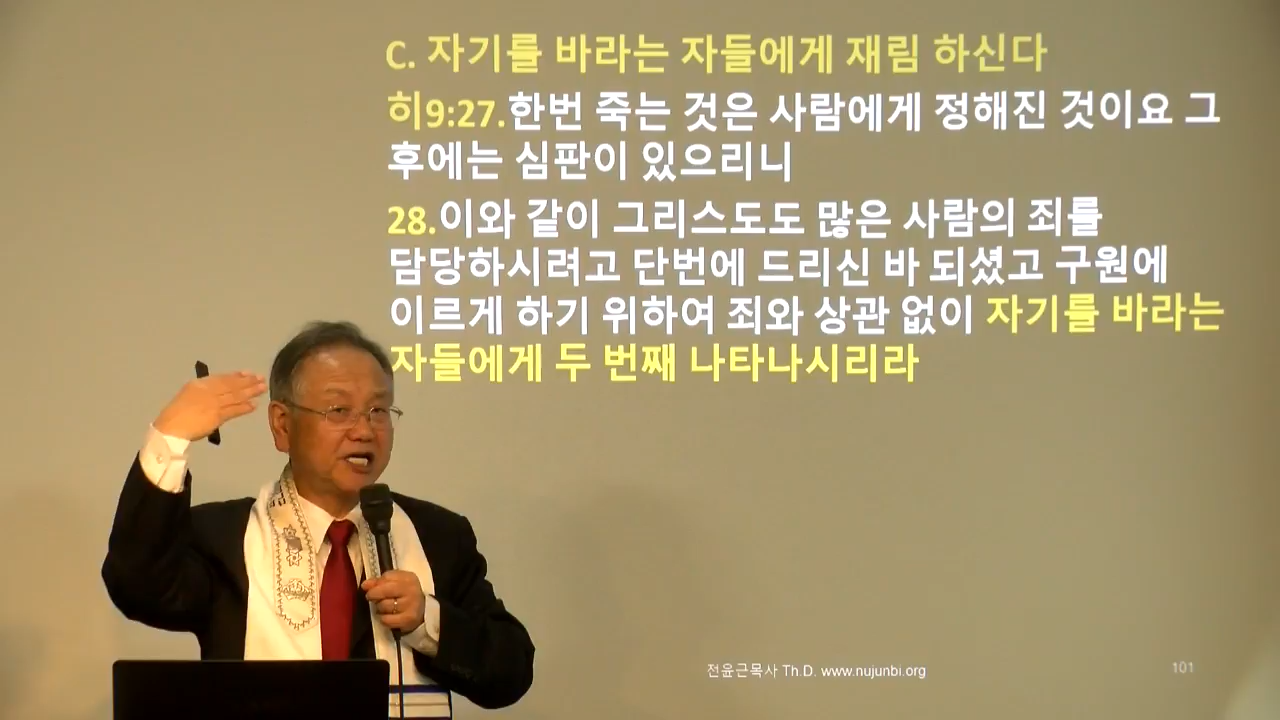 C. 자기를 바라는 자들에게 재림 하신다
히9:27.한번 죽는 것은 사람에게 정해진 것이요 그
후에는 심판이 있으리니
28.이와 같이 그리스도도 많은 사람의 죄를
담당하시려고 단번에 드리신 바 되셨고 구원에
이르게 하기 위하여 죄와 상관 없이 자기를 바라는
자들에게 두 번째 나타나시리라
전윤근목사 Th.D. www.nujunbi.org
101